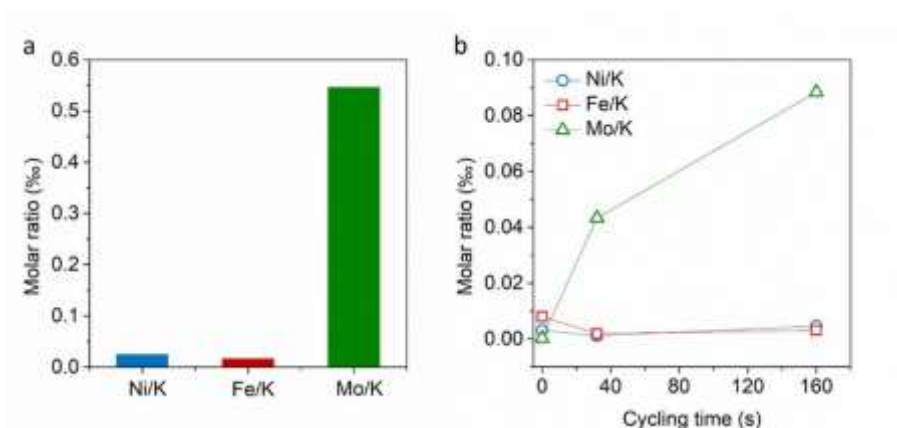 a
Molar ratio (‰)
0.6
0.5
0.4
0.3
0.2
0.1
0.0
Ni/K
Fe/K
Mo/K
b
Molar ratio (‰)
0.10
0.08
0.06
0.04
0.02
0.00
Ni/K
Fe/K
Mo/K
0 40 80 120 160
Cycling time (s)